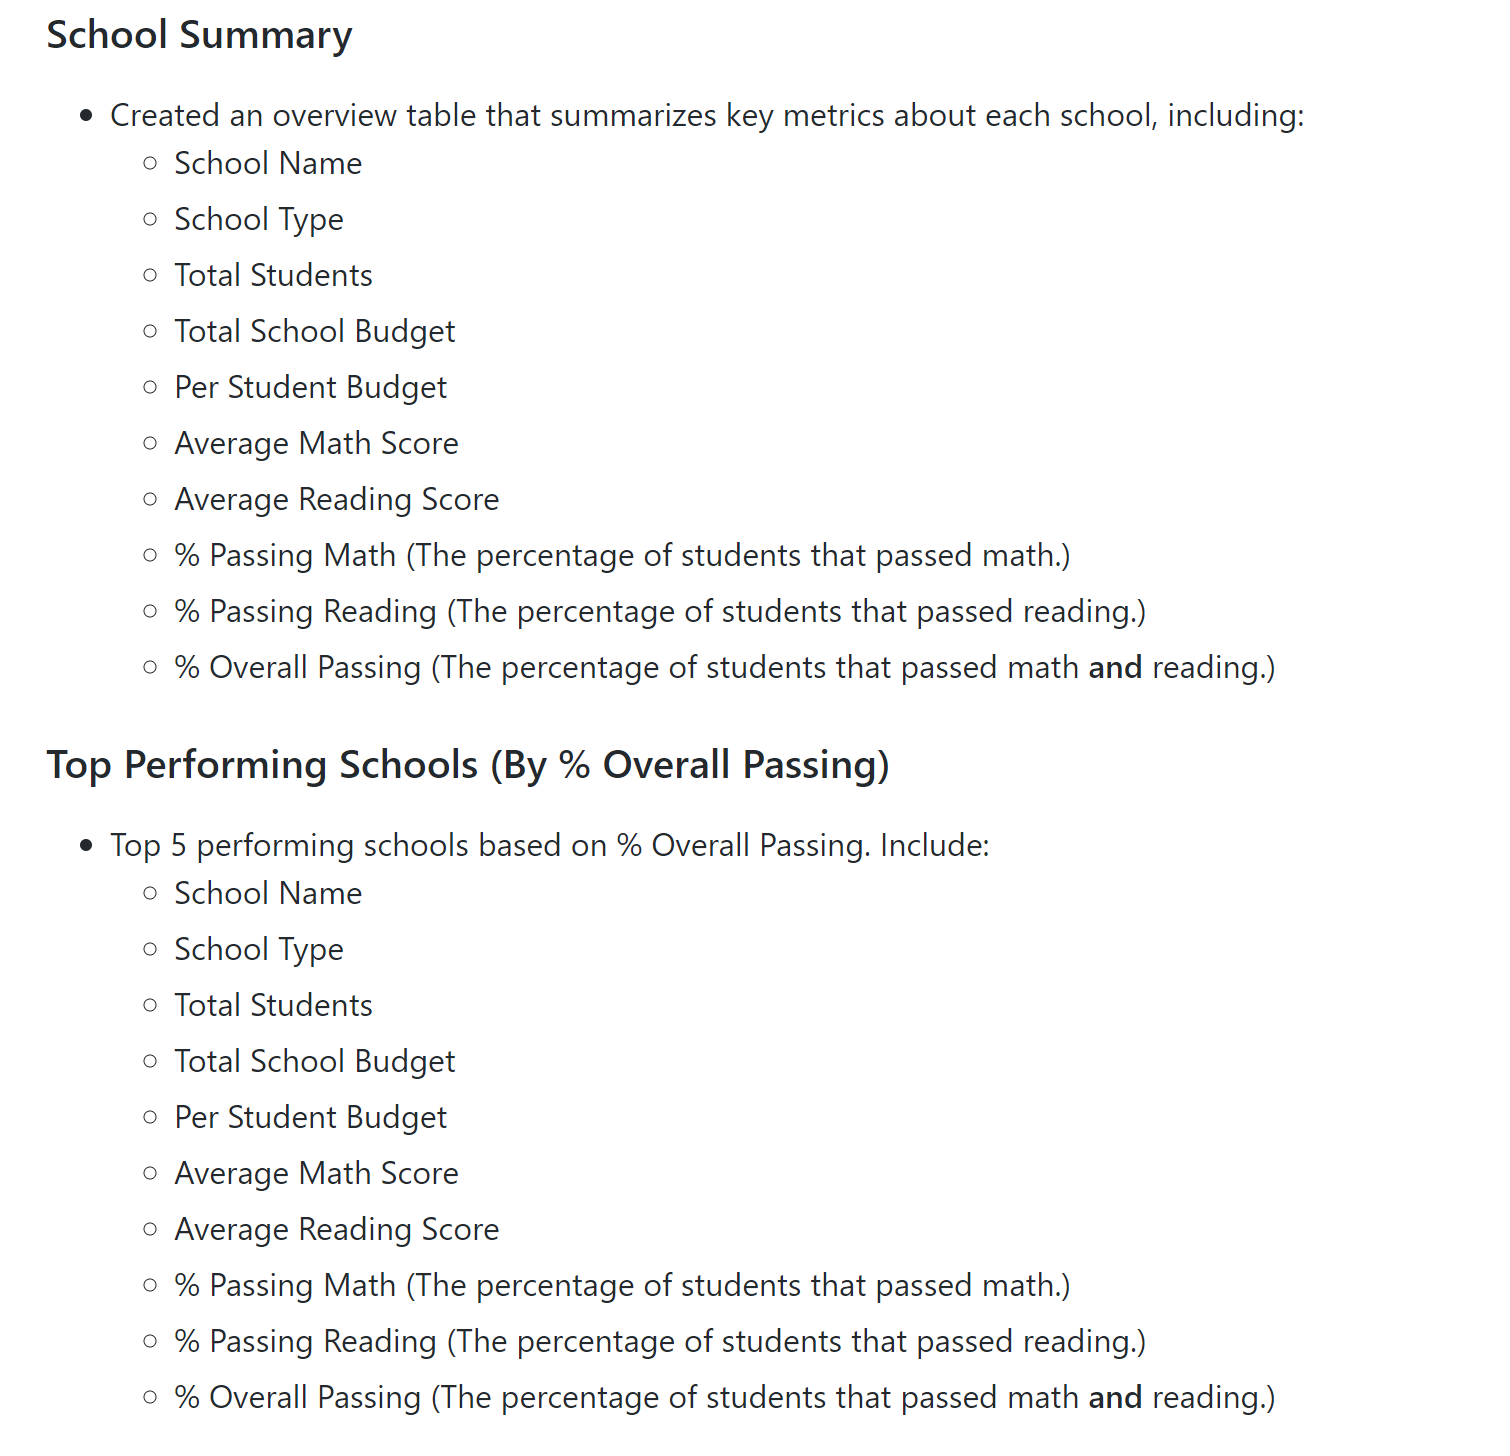 School Summary
Created an overview table that summarizes key metrics about each school, including:
School Name
School Type
Total Students
Total School Budget
Per Student Budget
Average Math Score
Average Reading Score
% Passing Math (The percentage of students that passed math.)
% Passing Reading (The percentage of students that passed reading.)
% Overall Passing (The percentage of students that passed math and reading.)
Top Performing Schools (By % Overall Passing)
Top 5 performing schools based on % Overall Passing. Include:
School Name
School Type
Total Students
Total School Budget
Per Student Budget
Average Math Score
Average Reading Score
% Passing Math (The percentage of students that passed math.)
% Passing Reading (The percentage of students that passed reading.)
% Overall Passing (The percentage of students that passed math and reading.)